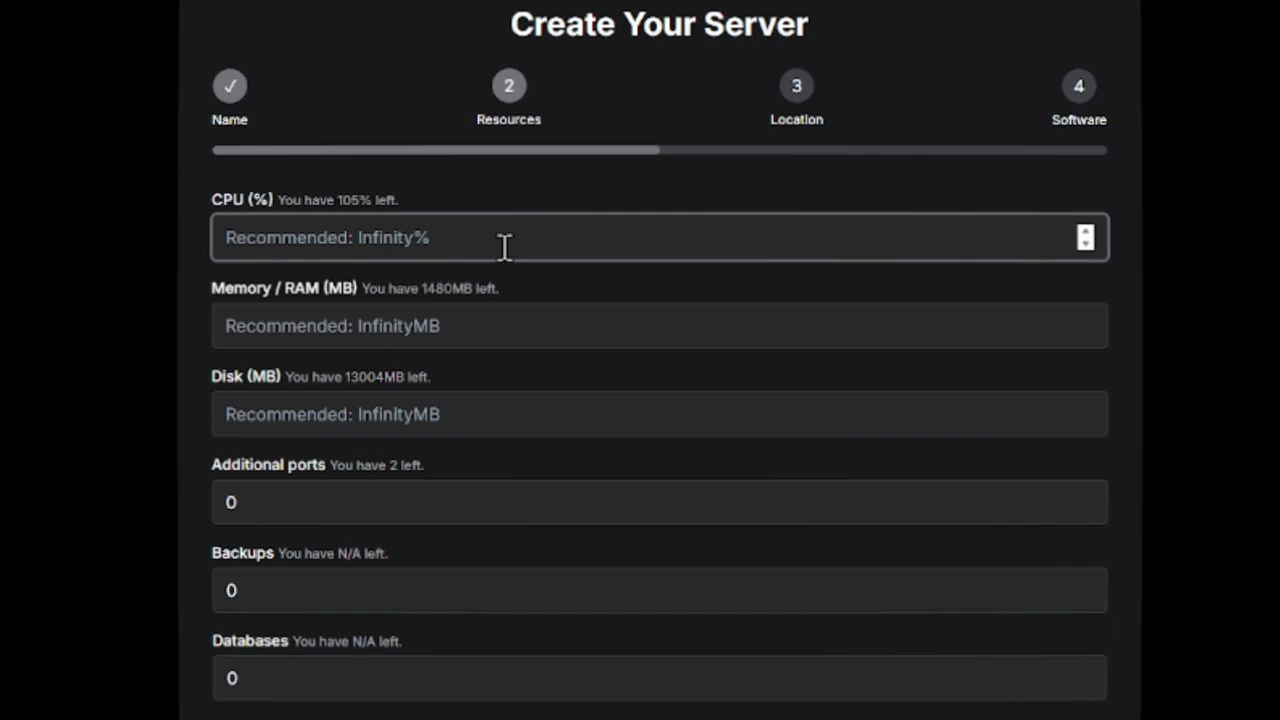 Create Your Server
✓ 2 3 4
Name Resources Location Software
CPU (%) You have 105% left.
Recommended: Infinity%
Memory / RAM (MB) You have 1480MB left.
Recommended: InfinityMB
Disk (MB) You have 13004MB left.
Recommended: InfinityMB
Additional ports You have 2 left.
0
Backups You have N/A left.
0
Databases You have N/A left.
0